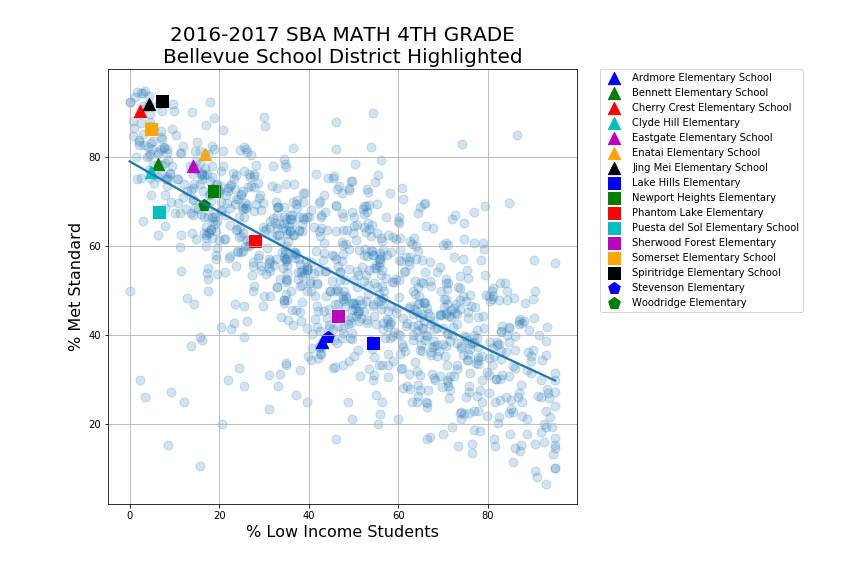 2016-2017 SBA MATH 4TH GRADE
Bellevue School District Highlighted
% Met Standard
80
60
40
20
0
20
40
60
80
% Low Income Students
Ardmore Elementary School
Bennett Elementary School
Cherry Crest Elementary School
Clyde Hill Elementary
Eastgate Elementary School
Enatai Elementary School
Jing Mei Elementary School
Lake Hills Elementary
Newport Heights Elementary
Phantom Lake Elementary
Puesta del Sol Elementary School
Sherwood Forest Elementary
Somerset Elementary School
Spiritridge Elementary School
Stevenson Elementary
Woodridge Elementary